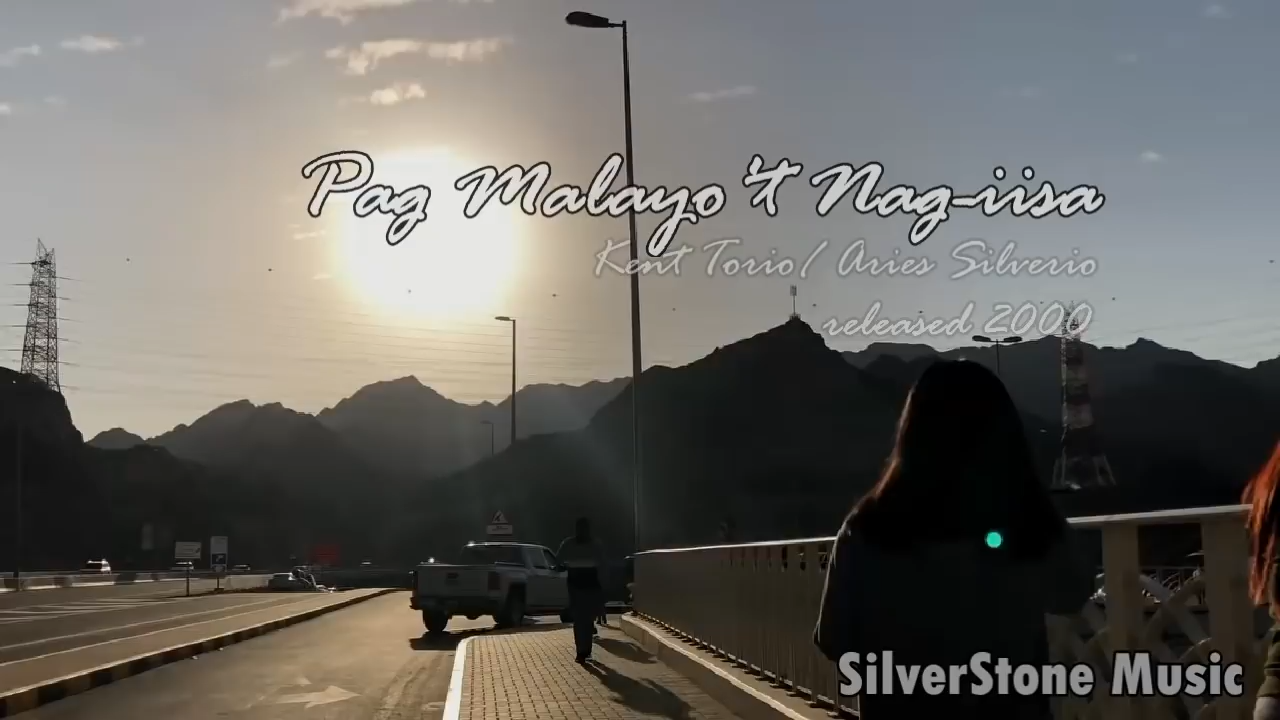 Pag Malayo 't Nag-iisa
Kent Torio/ Aries Silverio
released 2000
SilverStone Music